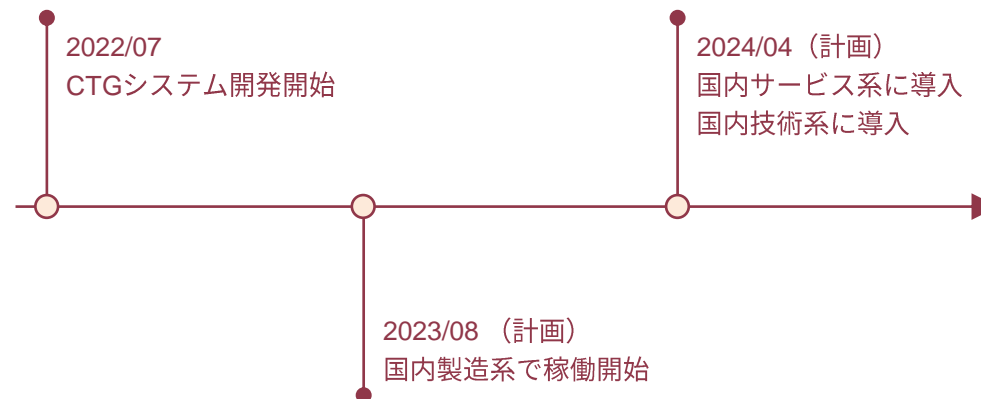 2022/07
CTGシステム開発開始
2024/04（計画）
国内サービス系に導入
国内技術系に導入
2023/08 （計画）
国内製造系で稼働開始